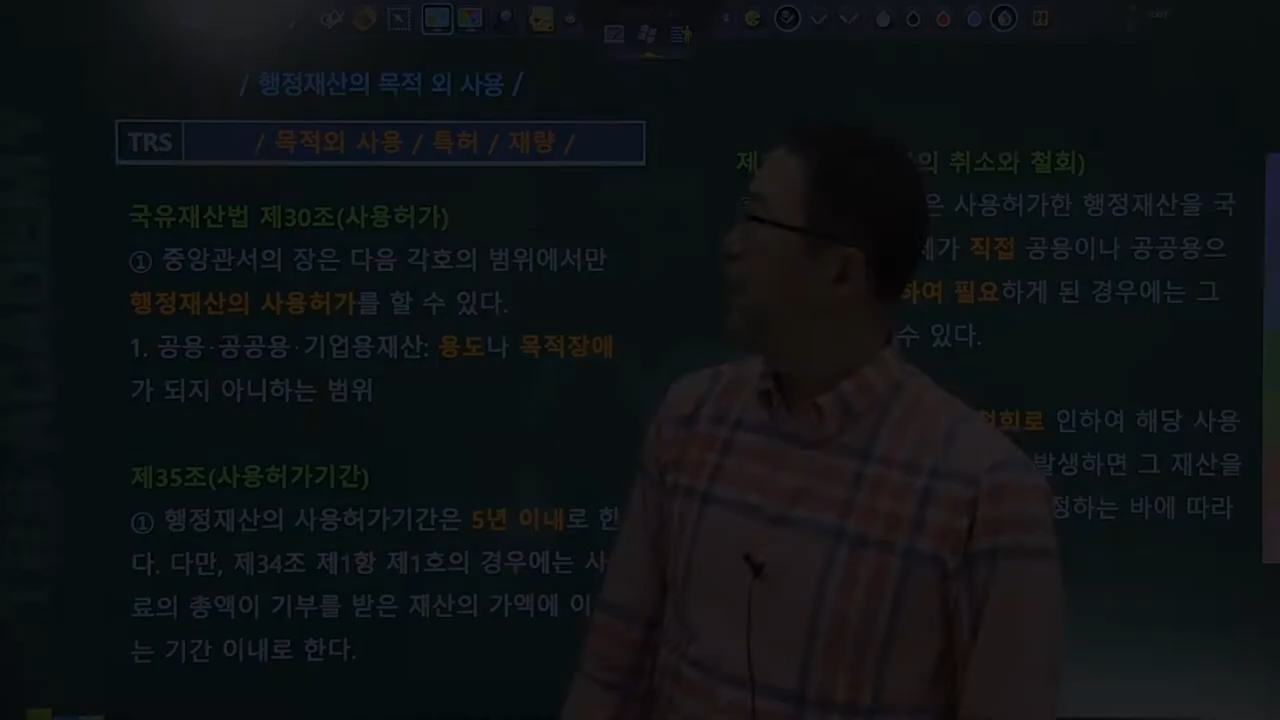 / 행정재산의 목적 외 사용 /
TRS / 목적외 사용 / 특허 / 재량 /
국유재산법 제30조(사용허가)
① 중앙관서의 장은 다음 각호의 범위에서만
행정재산의 사용허가를 할 수 있다.
1. 공용·공공용·기업용재산: 용도나 목적장애
가 되지 아니하는 범위
제35조(사용허가기간)
① 행정재산의 사용허가기간은 5년 이내로 한
다. 다만, 제34조 제1항 제1호의 경우에는 사
료의 총액이 기부를 받은 재산의 가액에 이
는 기간 이내로 한다.
제 의 취소와 철회)
은 사용허가한 행정재산을 국
직접 공용이나 공공용으
하여 필요하게 된 경우에는 그
수 있다.
인하여 해당 사용
발생하면 그 재산을
정하는 바에 따라